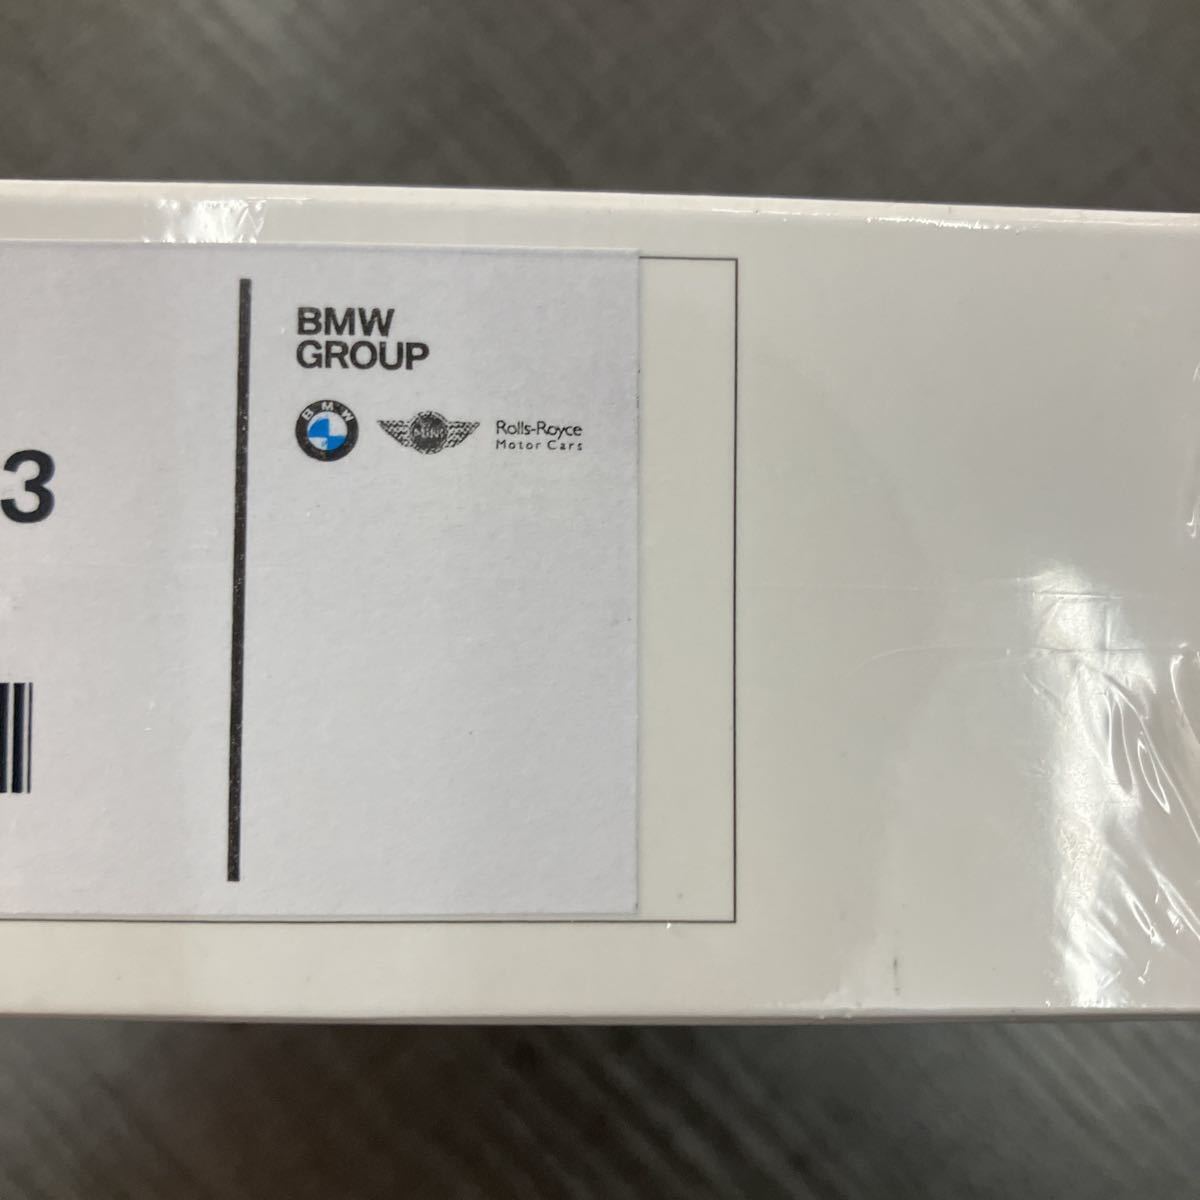 BMW
GROUP
BMW
MINI
Rolls-Royce
Motor Cars
3